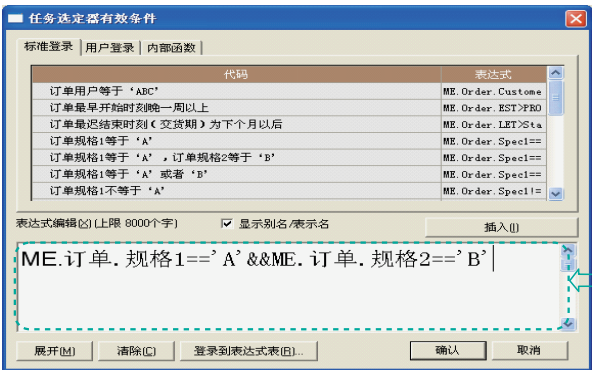 任务选定器有效条件
标准登录 用户登录 内部函数
代码 表达式
订单用户等于‘ABC’ ME.Order.Custome
订单最早开始时刻晚一周以上 ME.Order.EST>PRO
订单最迟结束时刻(交货期)为下个月以后 ME.Order.LET>Sta
订单规格1等于‘A’ ME.Order.Spec1==
订单规格1等于‘A’,订单规格2等于‘B’ ME.Order.Spec1==
订单规格1等于‘A’或者‘B’ ME.Order.Spec1==
订单规格1不等于‘A’ ME.Order.Spec1!=
表达式编辑(X)(上限 8000个字) 显示别名/表示名 插入(I)
ME.订单.规格1=='A'&&ME.订单.规格2=='B'
展开(M) 清除(C) 登录到表达式表(R)... 确认 取消